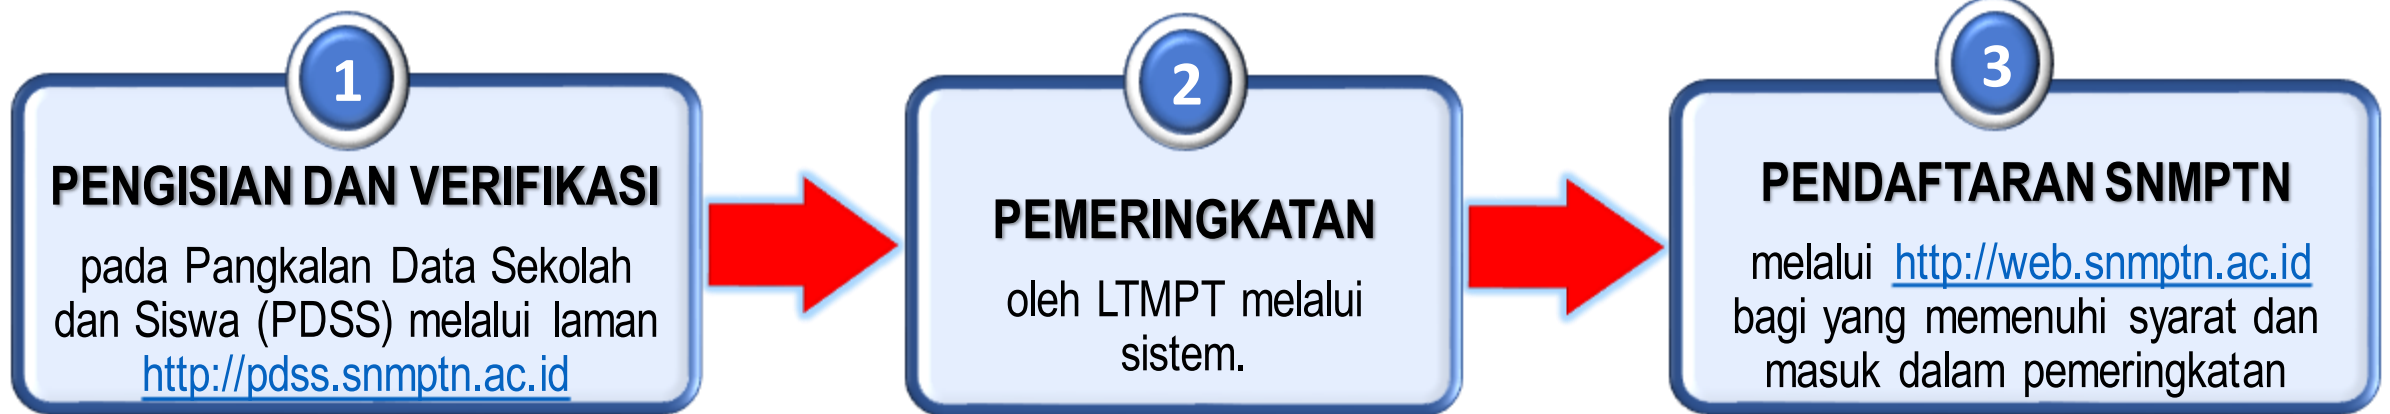 1
PENGISIAN DAN VERIFIKASI
pada Pangkalan Data Sekolah
dan Siswa (PDSS) melalui laman
http://pdss.snmptn.ac.id
2
PEMERINGKATAN
oleh LTMPT melalui
sistem.
3
PENDAFTARAN SNMPTN
melalui http://web.snmptn.ac.id
bagi yang memenuhi syarat dan
masuk dalam pemeringkatan